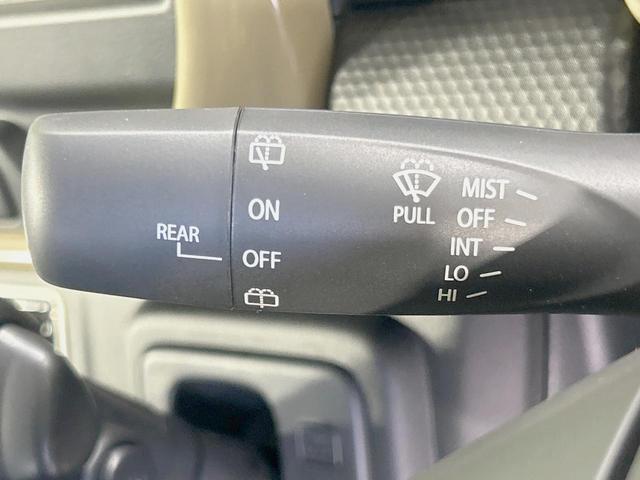 REAR
ON
OFF
PULL
MIST
OFF
INT
LO
HI